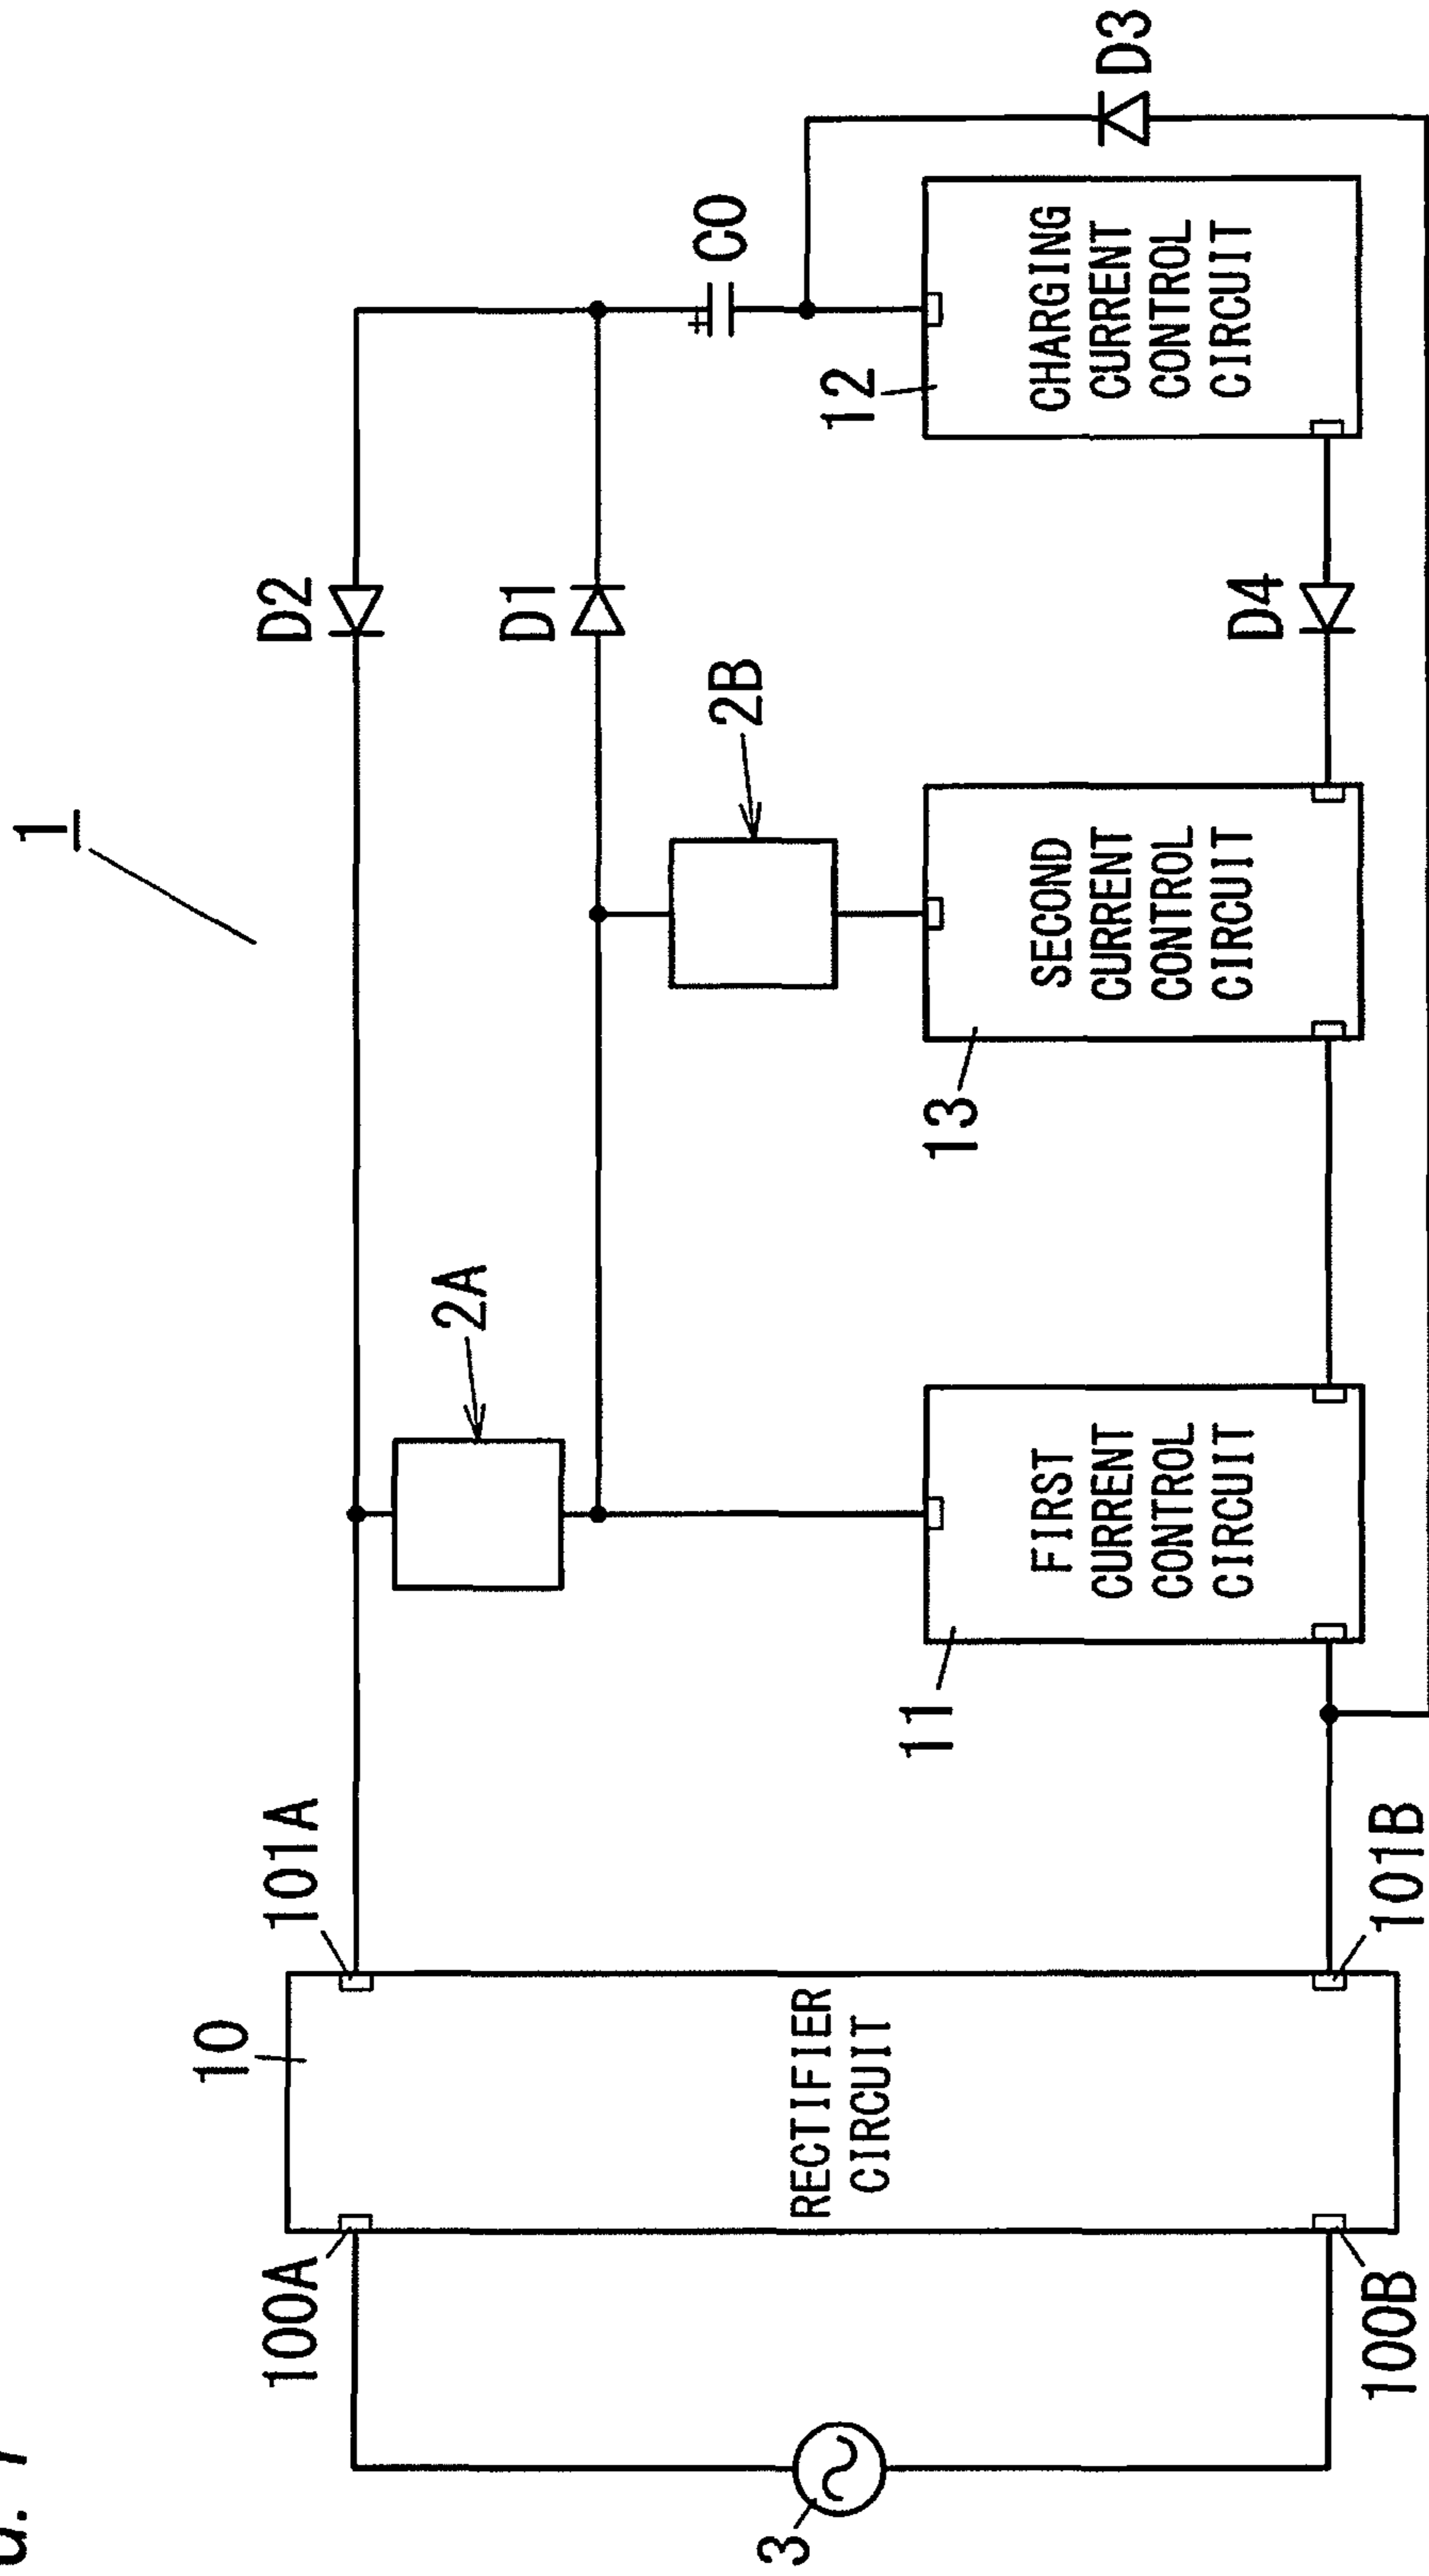 1
D2
D1
C0
+
D3
2A
2B
D4
101A
10
100A
3
RECTIFIER
CIRCUIT
100B
101B
11
FIRST
CURRENT
CONTROL
CIRCUIT
13
SECOND
CURRENT
CONTROL
CIRCUIT
12
CHARGING
CURRENT
CONTROL
CIRCUIT